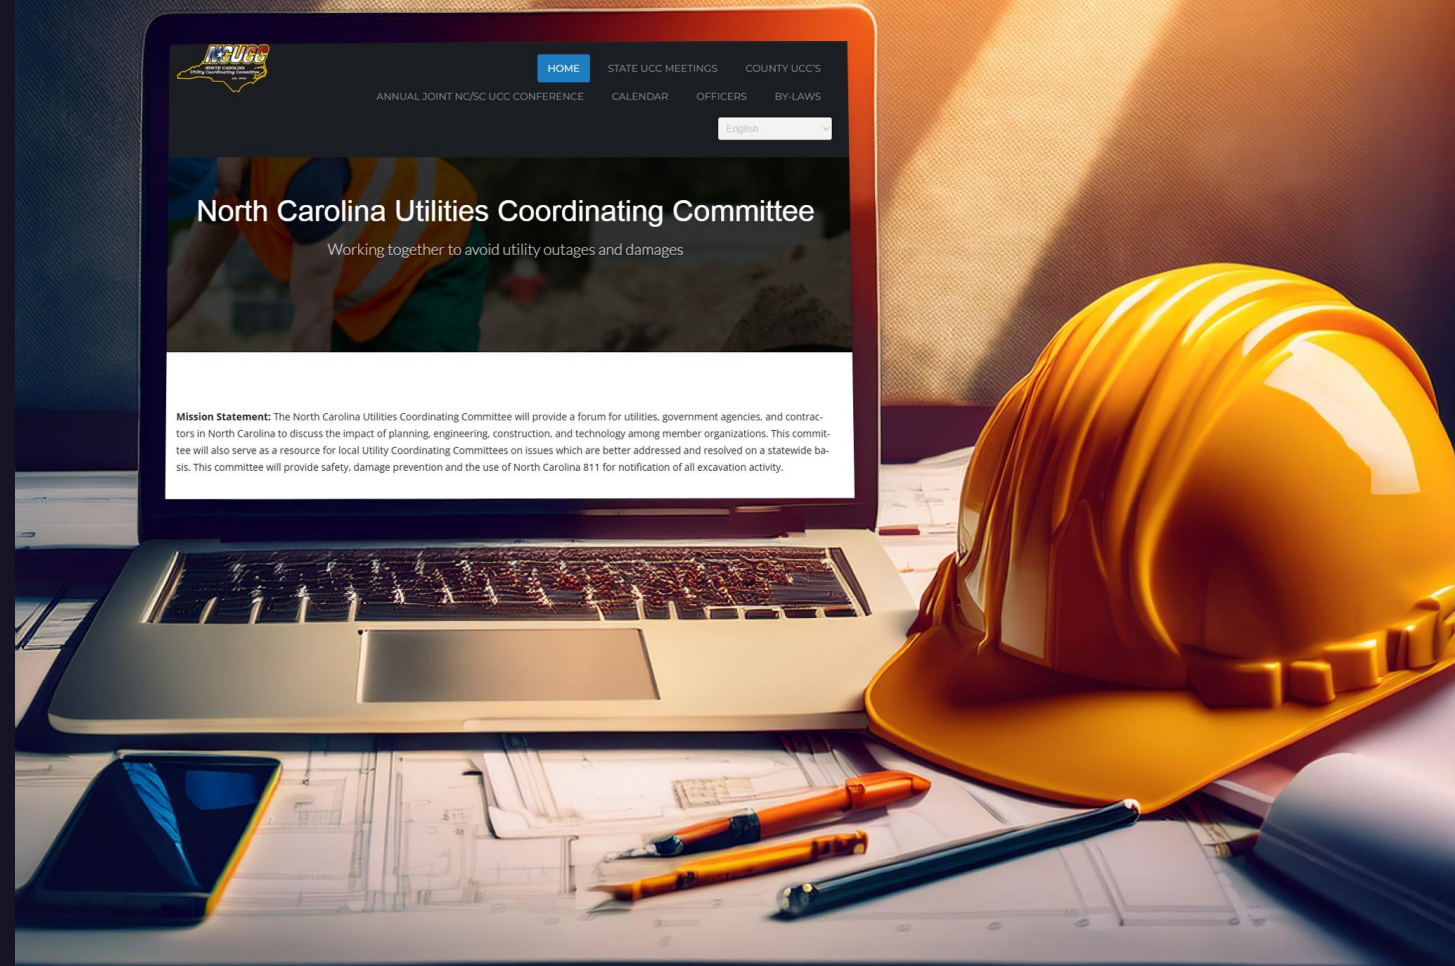 NCUCC
NORTH CAROLINA
Utility Coordinating Committee
HOME STATE UCC MEETINGS COUNTY UCC'S
ANNUAL JOINT NC/SC UCC CONFERENCE CALENDAR OFFICERS BY-LAWS
English
North Carolina Utilities Coordinating Committee
Working together to avoid utility outages and damages
Mission Statement: The North Carolina Utilities Coordinating Committee will provide a forum for utilities, government agencies, and contrac-
tors in North Carolina to discuss the impact of planning, engineering, construction, and technology among member organizations. This commit-
tee will also serve as a resource for local Utility Coordinating Committees on issues which are better addressed and resolved on a statewide ba-
sis. This committee will provide safety, damage prevention and the use of North Carolina 811 for notification of all excavation activity.